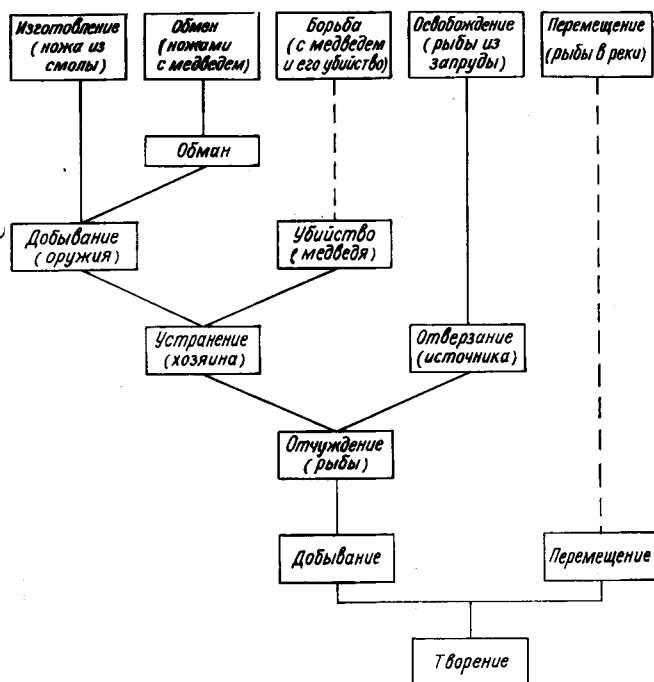 Изготовление
(ножа из
смолы)
Обмен
(ножами
с медведем)
Борьба
(с медведем
и его убийство)
Освобождение
(рыбы из
запруды)
Перемещение
(рыбы в реки)
Обман
Добывание
(оружия)
Убийство
(медведя)
Устранение
(хозяина)
Отверзание
(источника)
Отчуждение
(рыбы)
Добывание
Перемещение
Творение